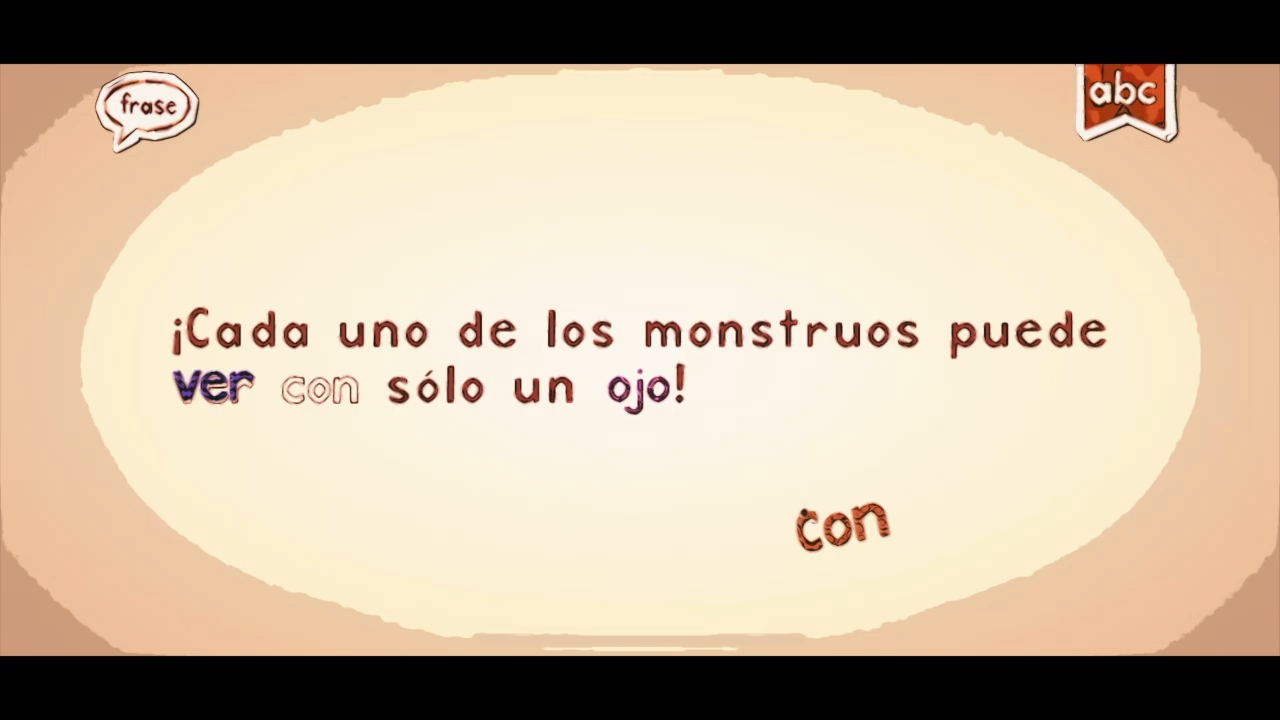 frase
abc
¡Cada uno de los monstruos puede
ver con sólo un ojo!
con